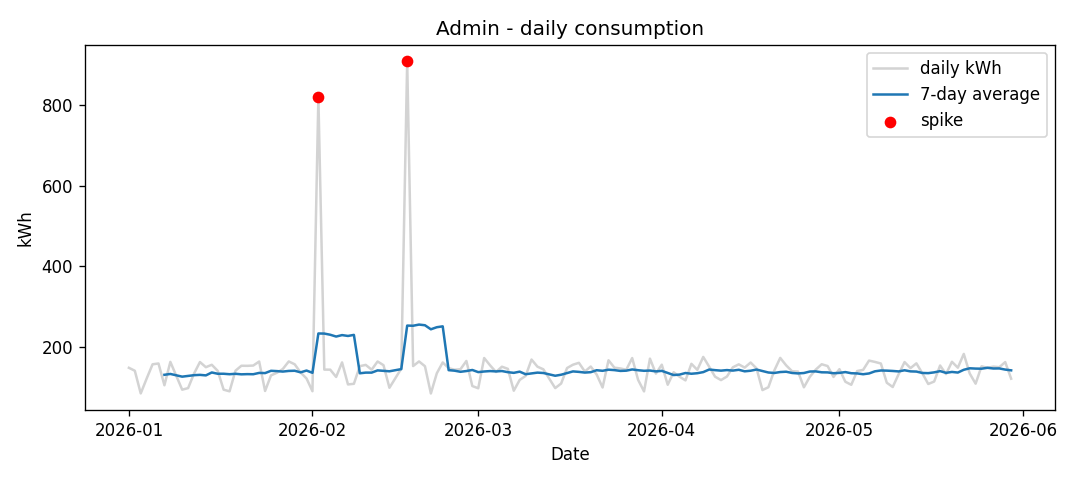 Admin - daily consumption
daily kWh
7-day average
spike
800
600
400
200
kWh
2026-01
2026-02
2026-03
2026-04
2026-05
2026-06
Date